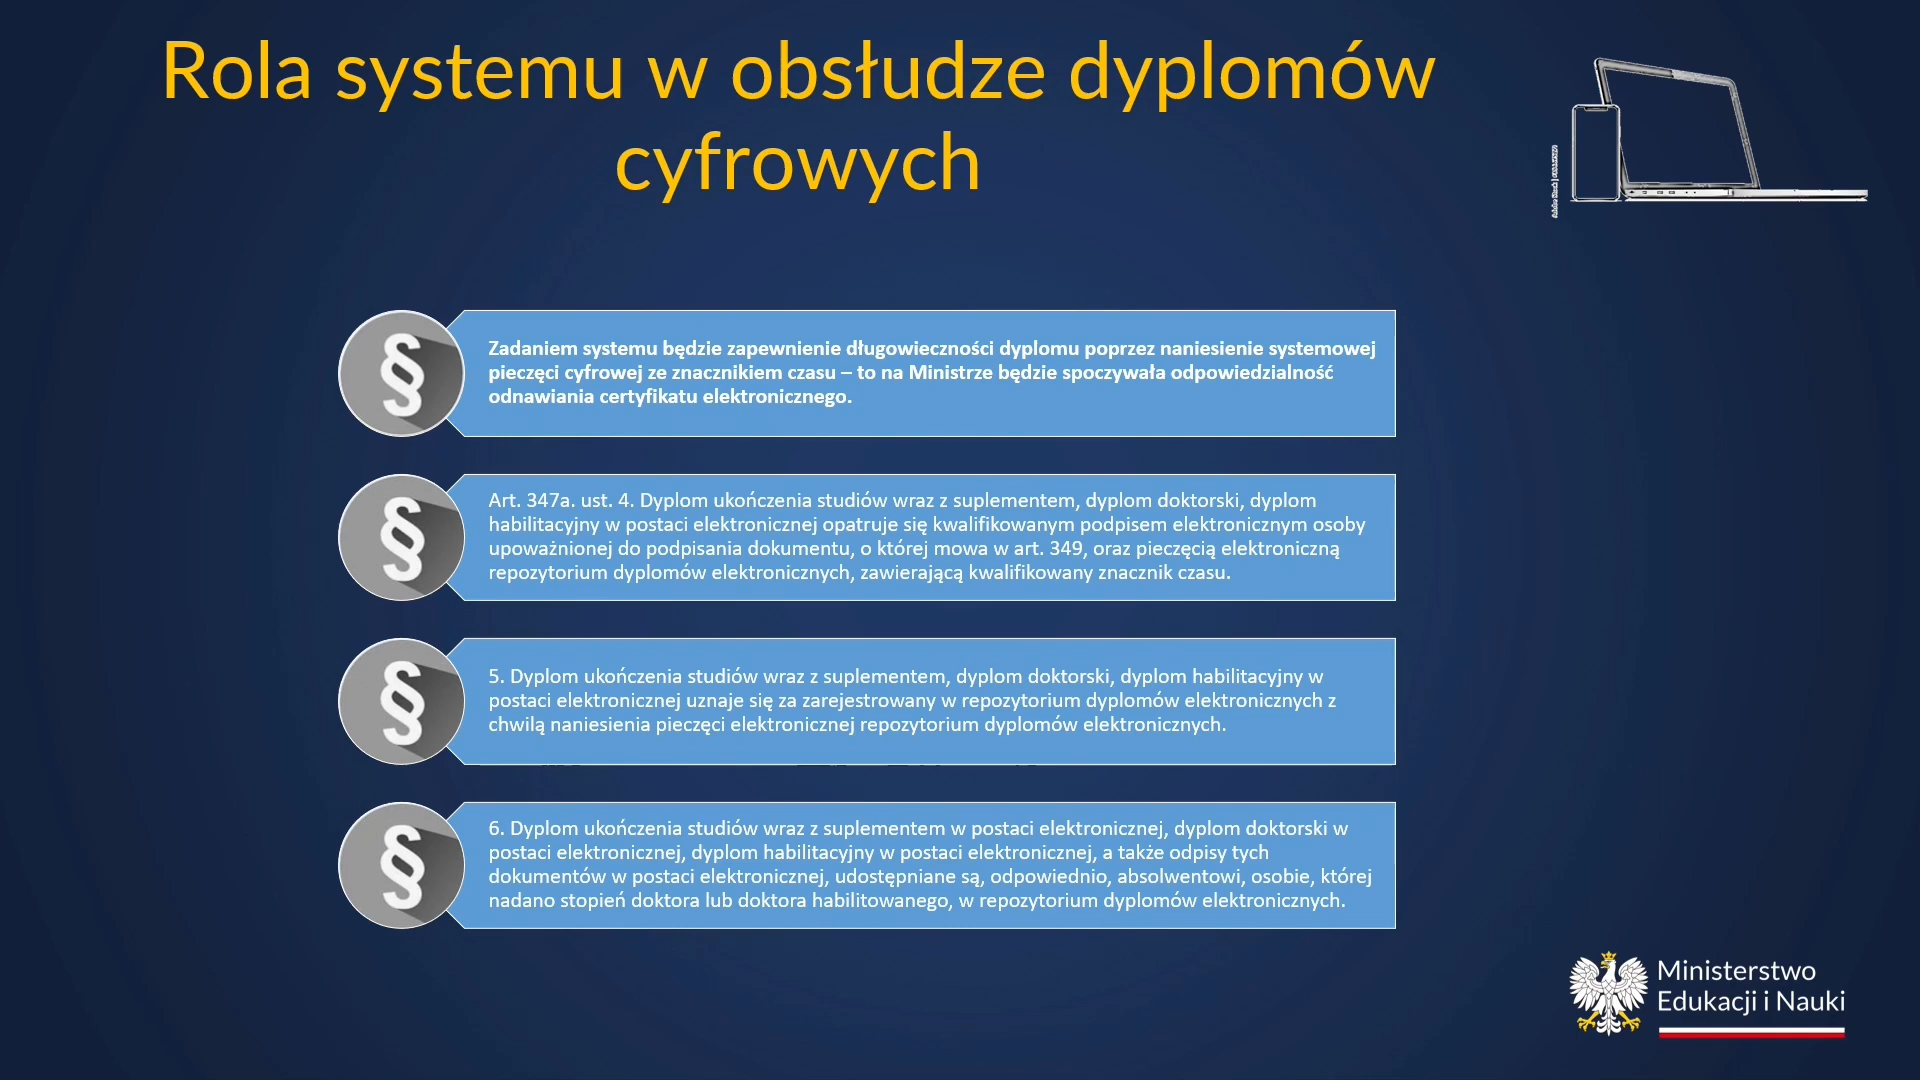 Rola systemu w obsłudze dyplomów
cyfrowych
§
Zadaniem systemu będzie zapewnienie długowieczności dyplomu poprzez naniesienie systemowej
pieczęci cyfrowej ze znacznikiem czasu – to na Ministrze będzie spoczywała odpowiedzialność
odnawiania certyfikatu elektronicznego.
§
Art. 347a. ust. 4. Dyplom ukończenia studiów wraz z suplementem, dyplom doktorski, dyplom
habilitacyjny w postaci elektronicznej opatruje się kwalifikowanym podpisem elektronicznym osoby
upoważnionej do podpisania dokumentu, o której mowa w art. 349, oraz pieczęcią elektroniczną
repozytorium dyplomów elektronicznych, zawierającą kwalifikowany znacznik czasu.
§
5. Dyplom ukończenia studiów wraz z suplementem, dyplom doktorski, dyplom habilitacyjny w
postaci elektronicznej uznaje się za zarejestrowany w repozytorium dyplomów elektronicznych z
chwilą naniesienia pieczęci elektronicznej repozytorium dyplomów elektronicznych.
§
6. Dyplom ukończenia studiów wraz z suplementem w postaci elektronicznej, dyplom doktorski w
postaci elektronicznej, dyplom habilitacyjny w postaci elektronicznej, a także odpisy tych
dokumentów w postaci elektronicznej, udostępniane są, odpowiednio, absolwentowi, osobie, której
nadano stopień doktora lub doktora habilitowanego, w repozytorium dyplomów elektronicznych.
Ministerstwo
Edukacji i Nauki